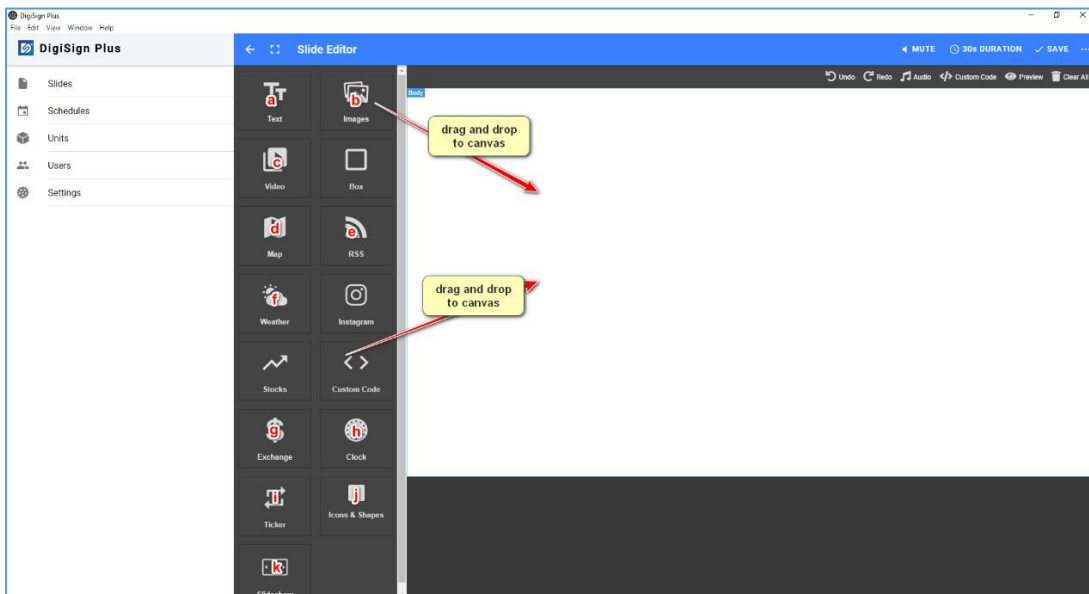 DigiSign Plus
File Edit View Window Help
DigiSign Plus
Slide Editor
MUTE 30s DURATION SAVE ...
Slides
Schedules
Units
Users
Settings
Undo Redo Audio Custom Code Preview Clear All
Body
a b
Text Images
drag and drop
to canvas
c
Video Box
d e
Map RSS
f
Weather Instagram
drag and drop
to canvas
Stocks Custom Code
g h
Exchange Clock
i j
Ticker Icons & Shapes
k
Slideshow